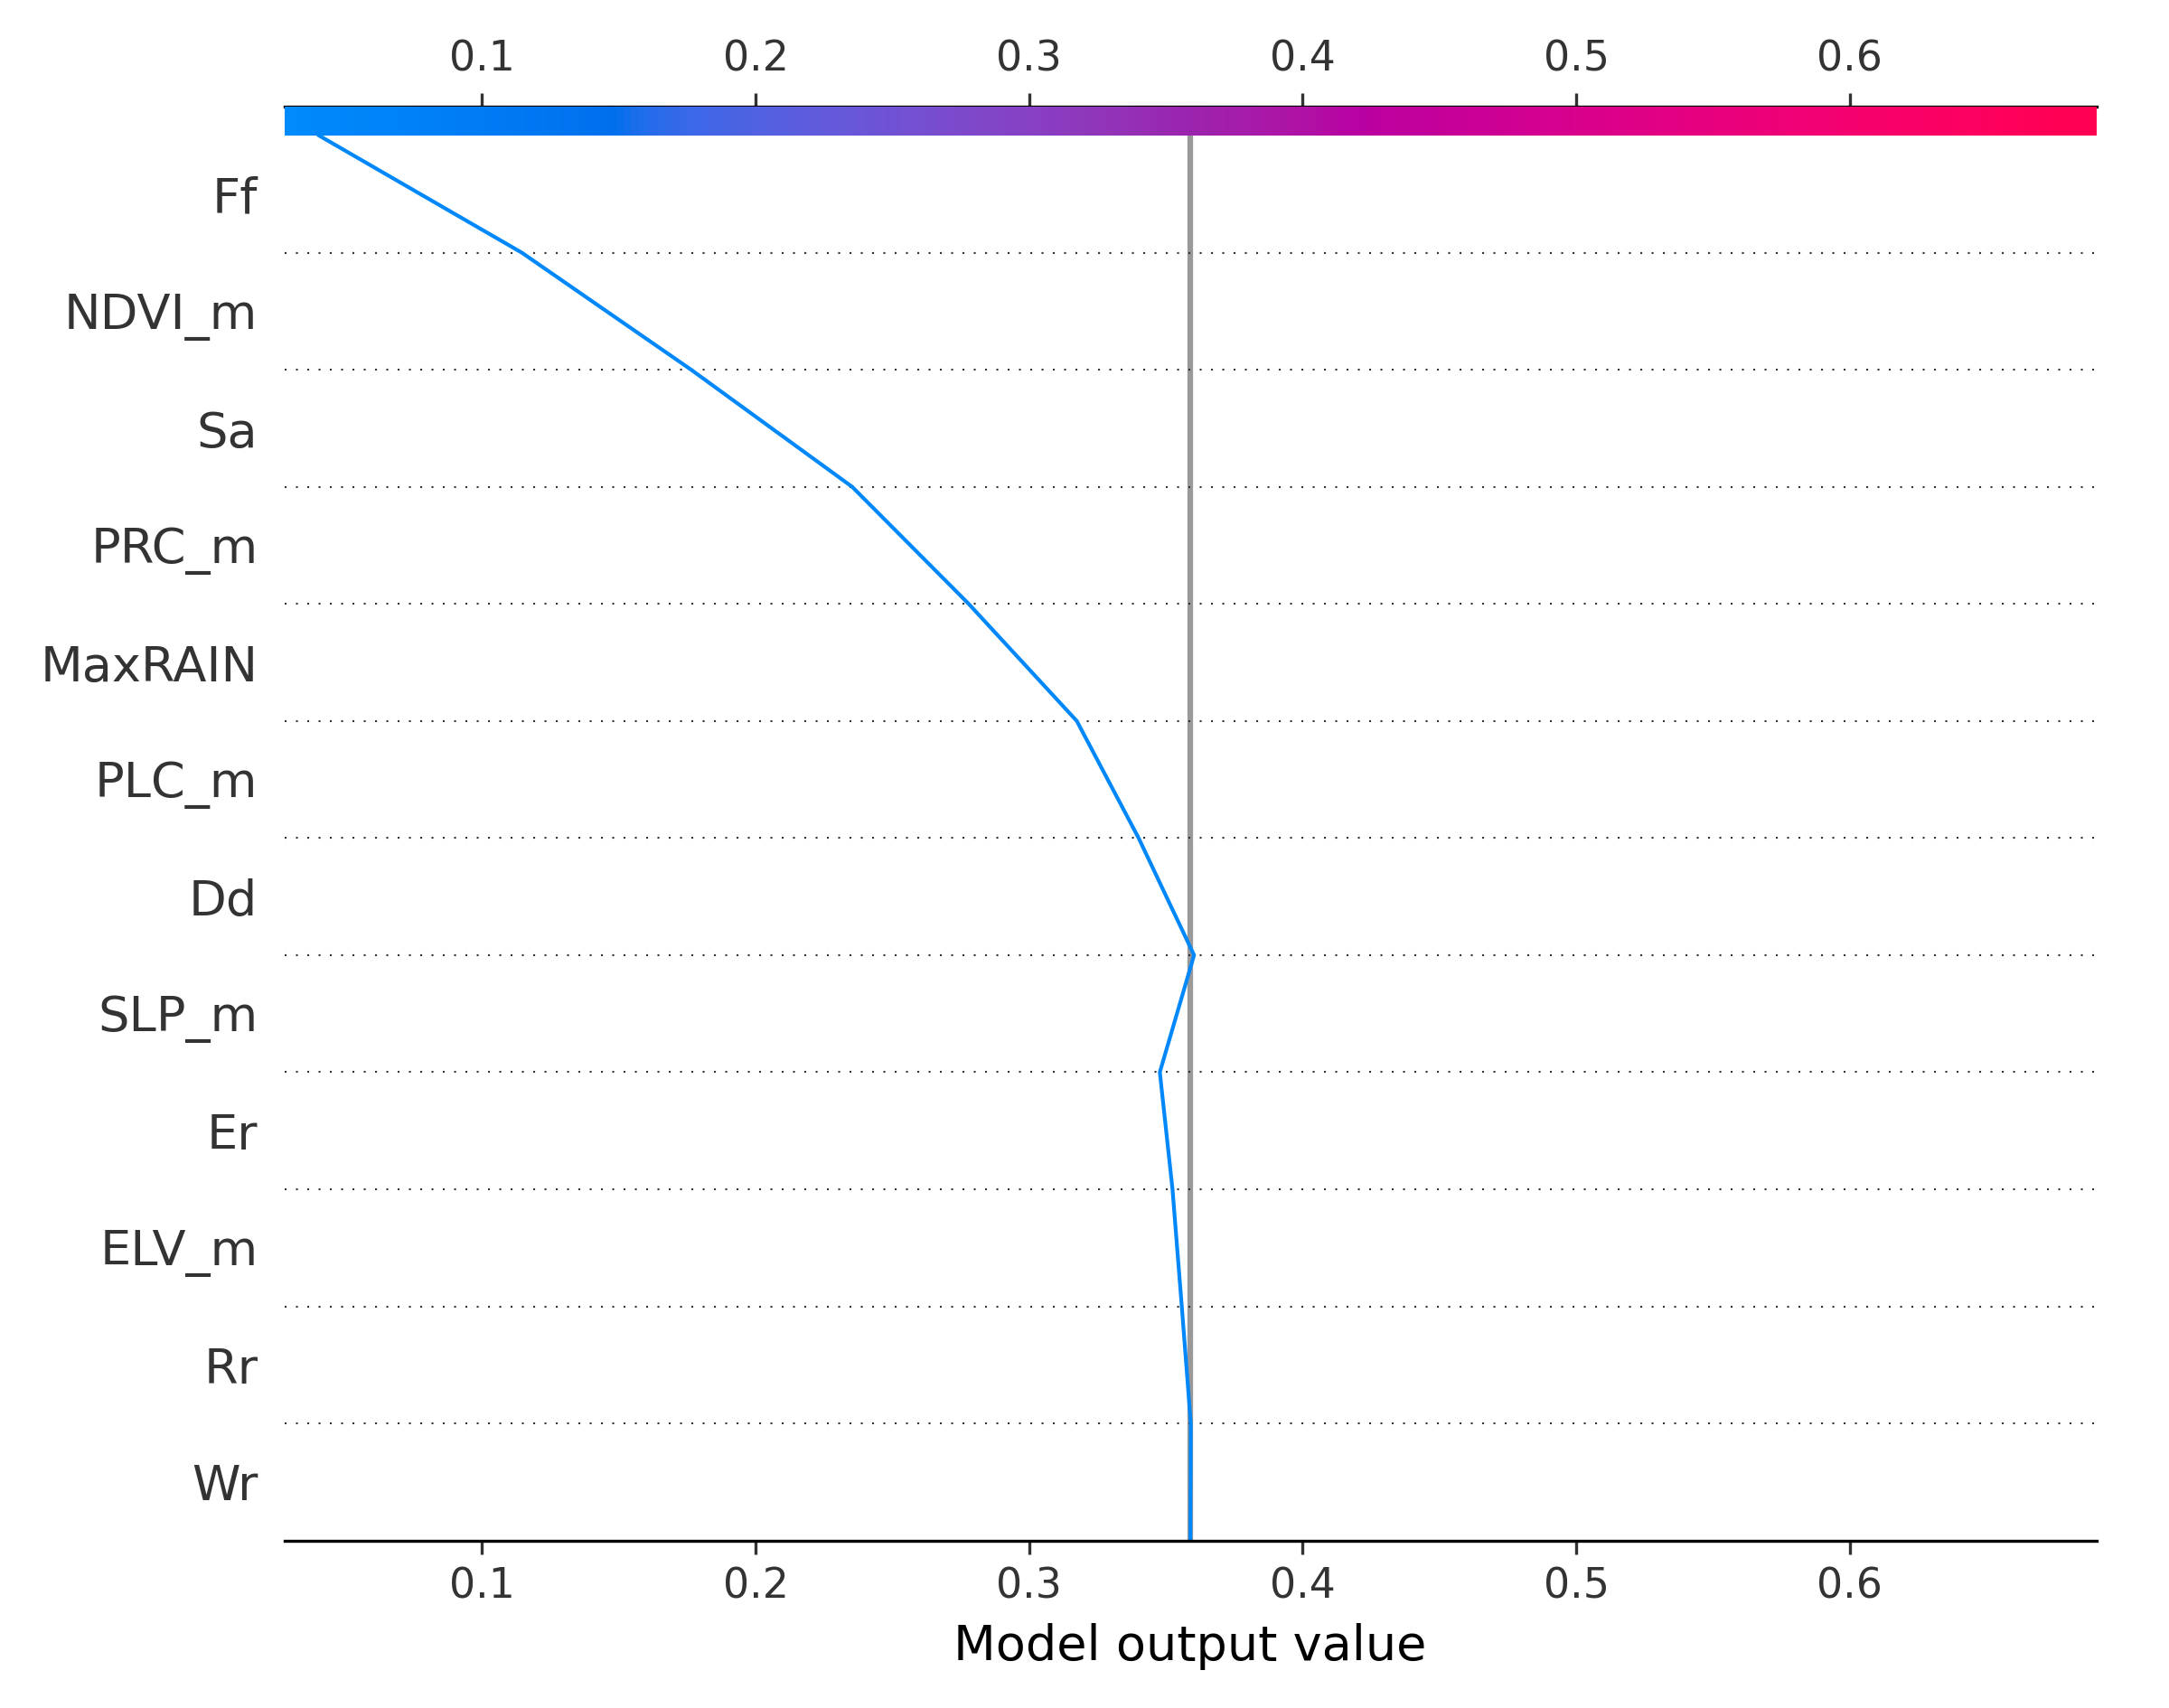 0.1 0.2 0.3 0.4 0.5 0.6
Ff
NDVI_m
Sa
PRC_m
MaxRAIN
PLC_m
Dd
SLP_m
Er
ELV_m
Rr
Wr
0.1 0.2 0.3 0.4 0.5 0.6
Model output value